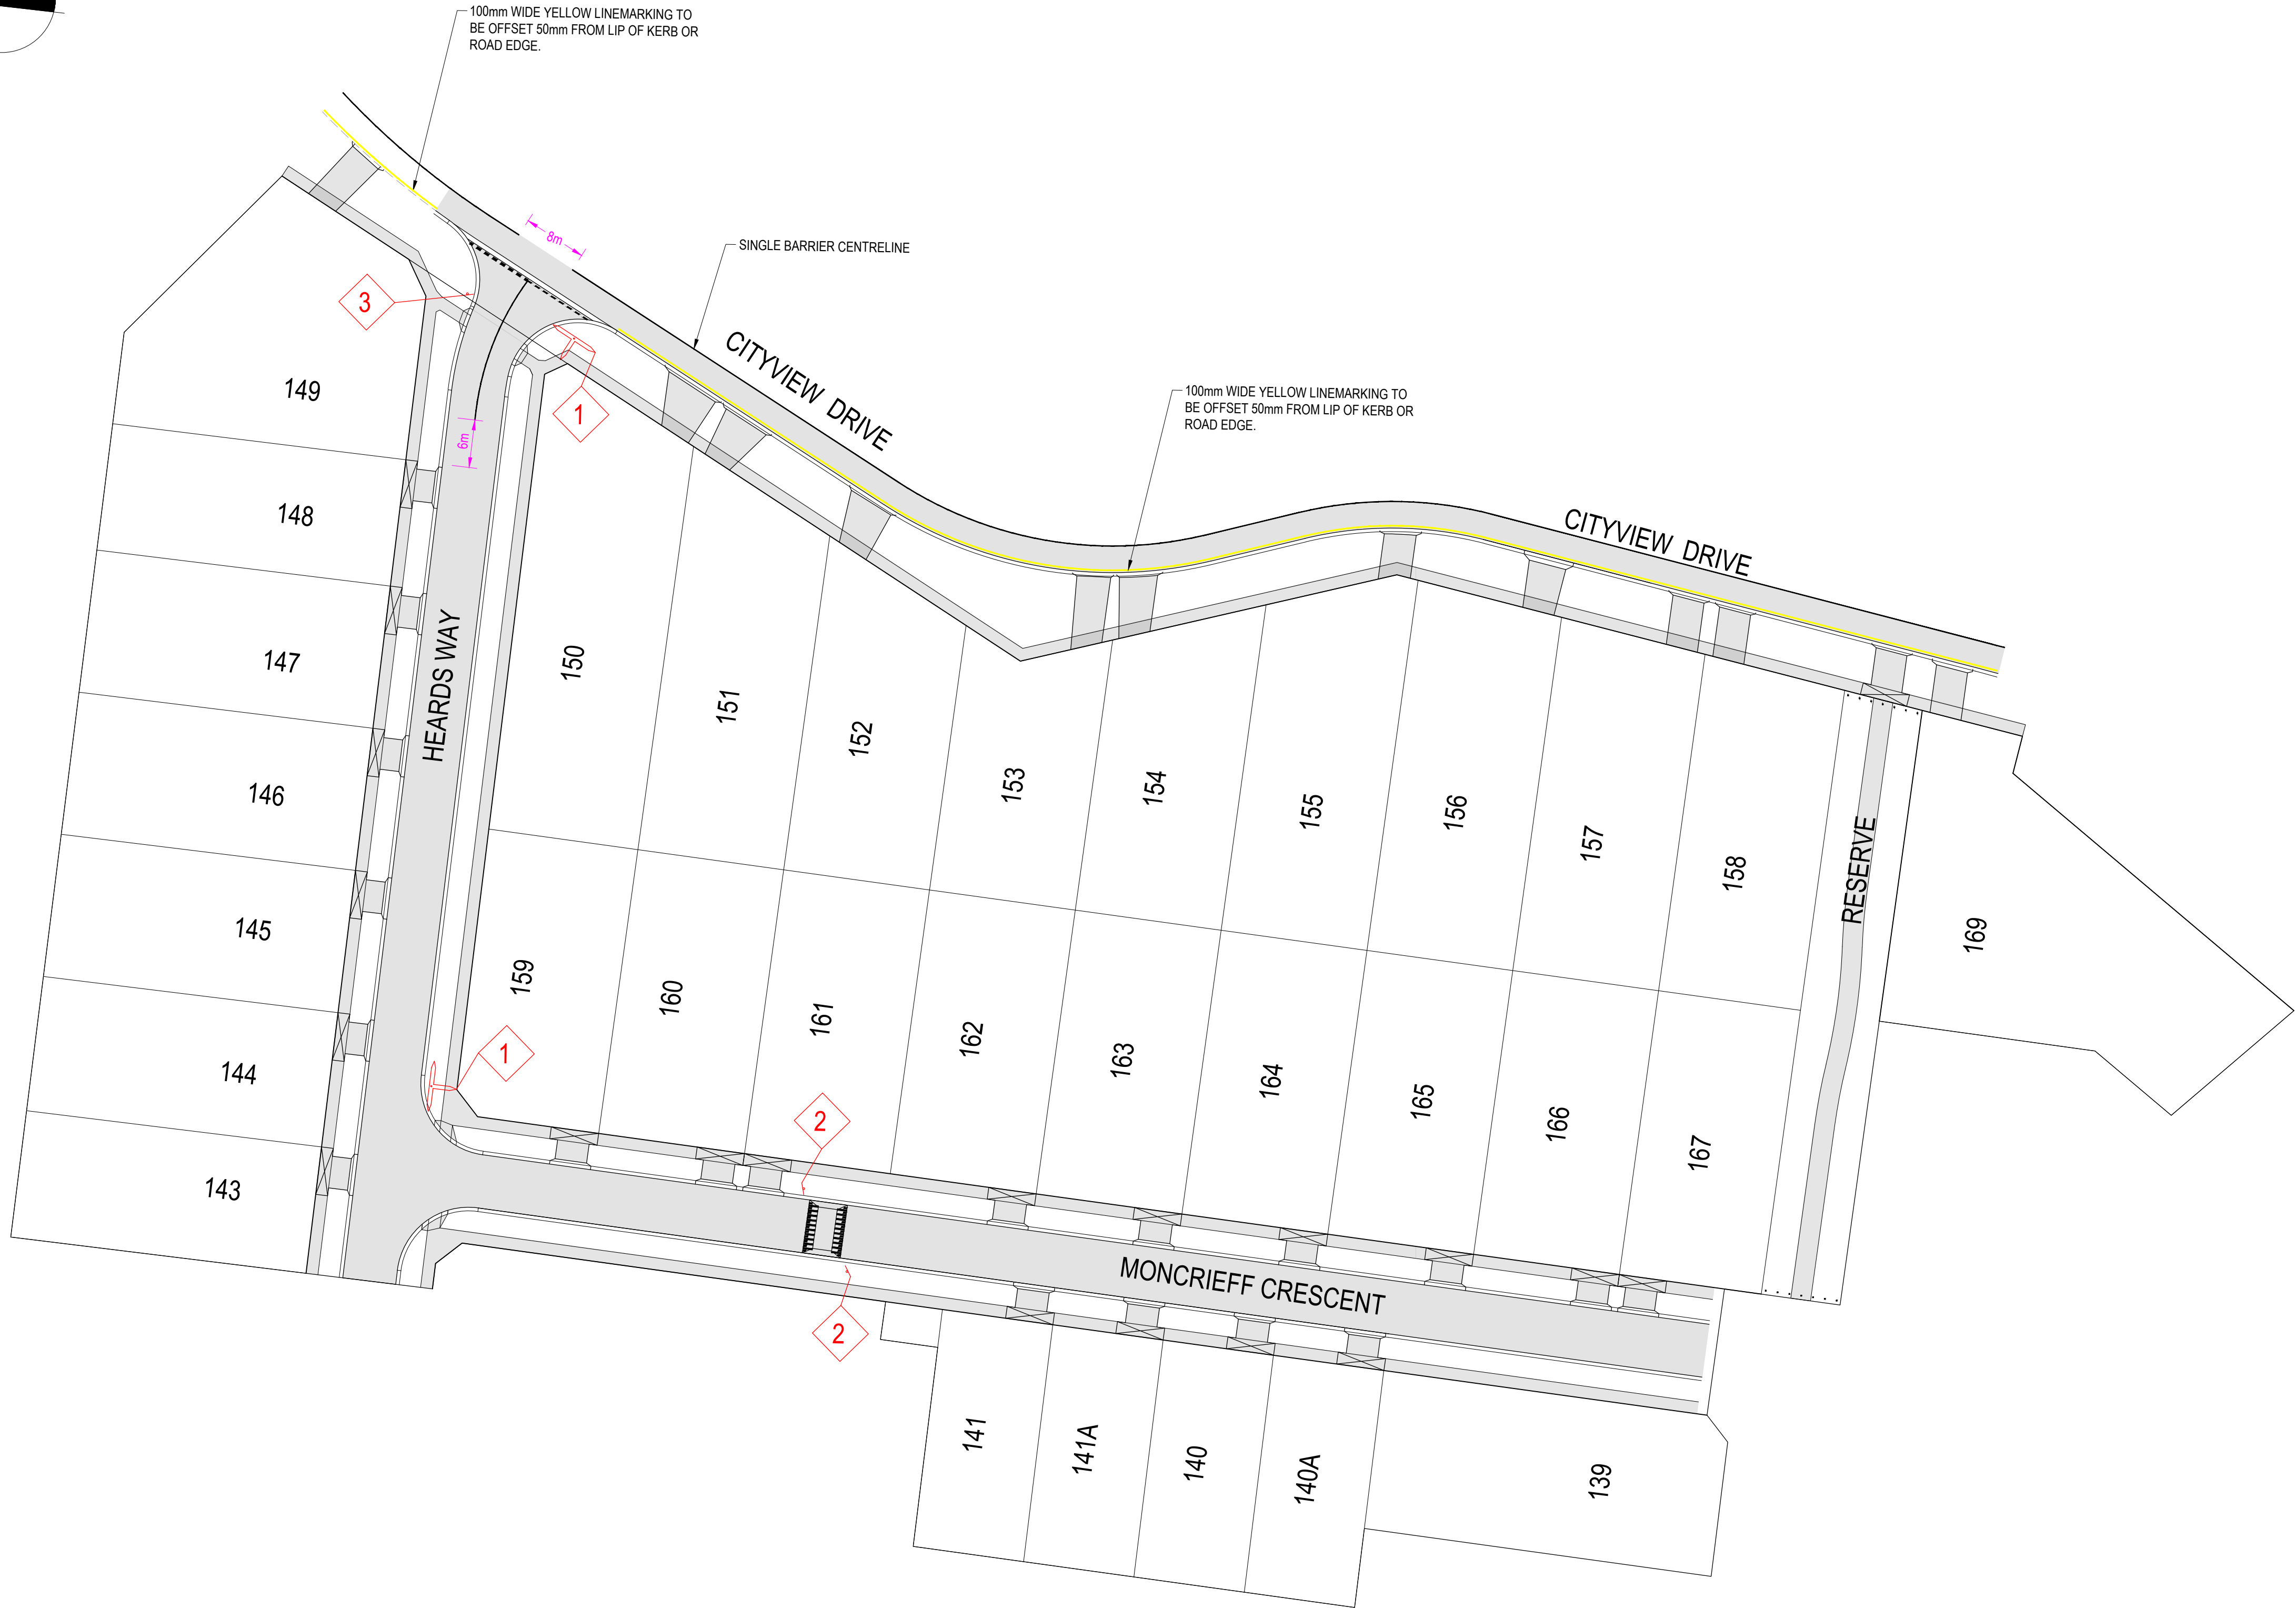 100mm WIDE YELLOW LINEMARKING TO
BE OFFSET 50mm FROM LIP OF KERB OR
ROAD EDGE.
8m
SINGLE BARRIER CENTRELINE
3
1
CITYVIEW DRIVE
100mm WIDE YELLOW LINEMARKING TO
BE OFFSET 50mm FROM LIP OF KERB OR
ROAD EDGE.
6m
CITYVIEW DRIVE
149
148
147
146
145
144
143
HEARDS WAY
150
151
152
153
154
155
156
157
158
RESERVE
169
159
160
161
162
163
164
165
166
167
1
2
2
MONCRIEFF CRESCENT
141
141A
140
140A
139